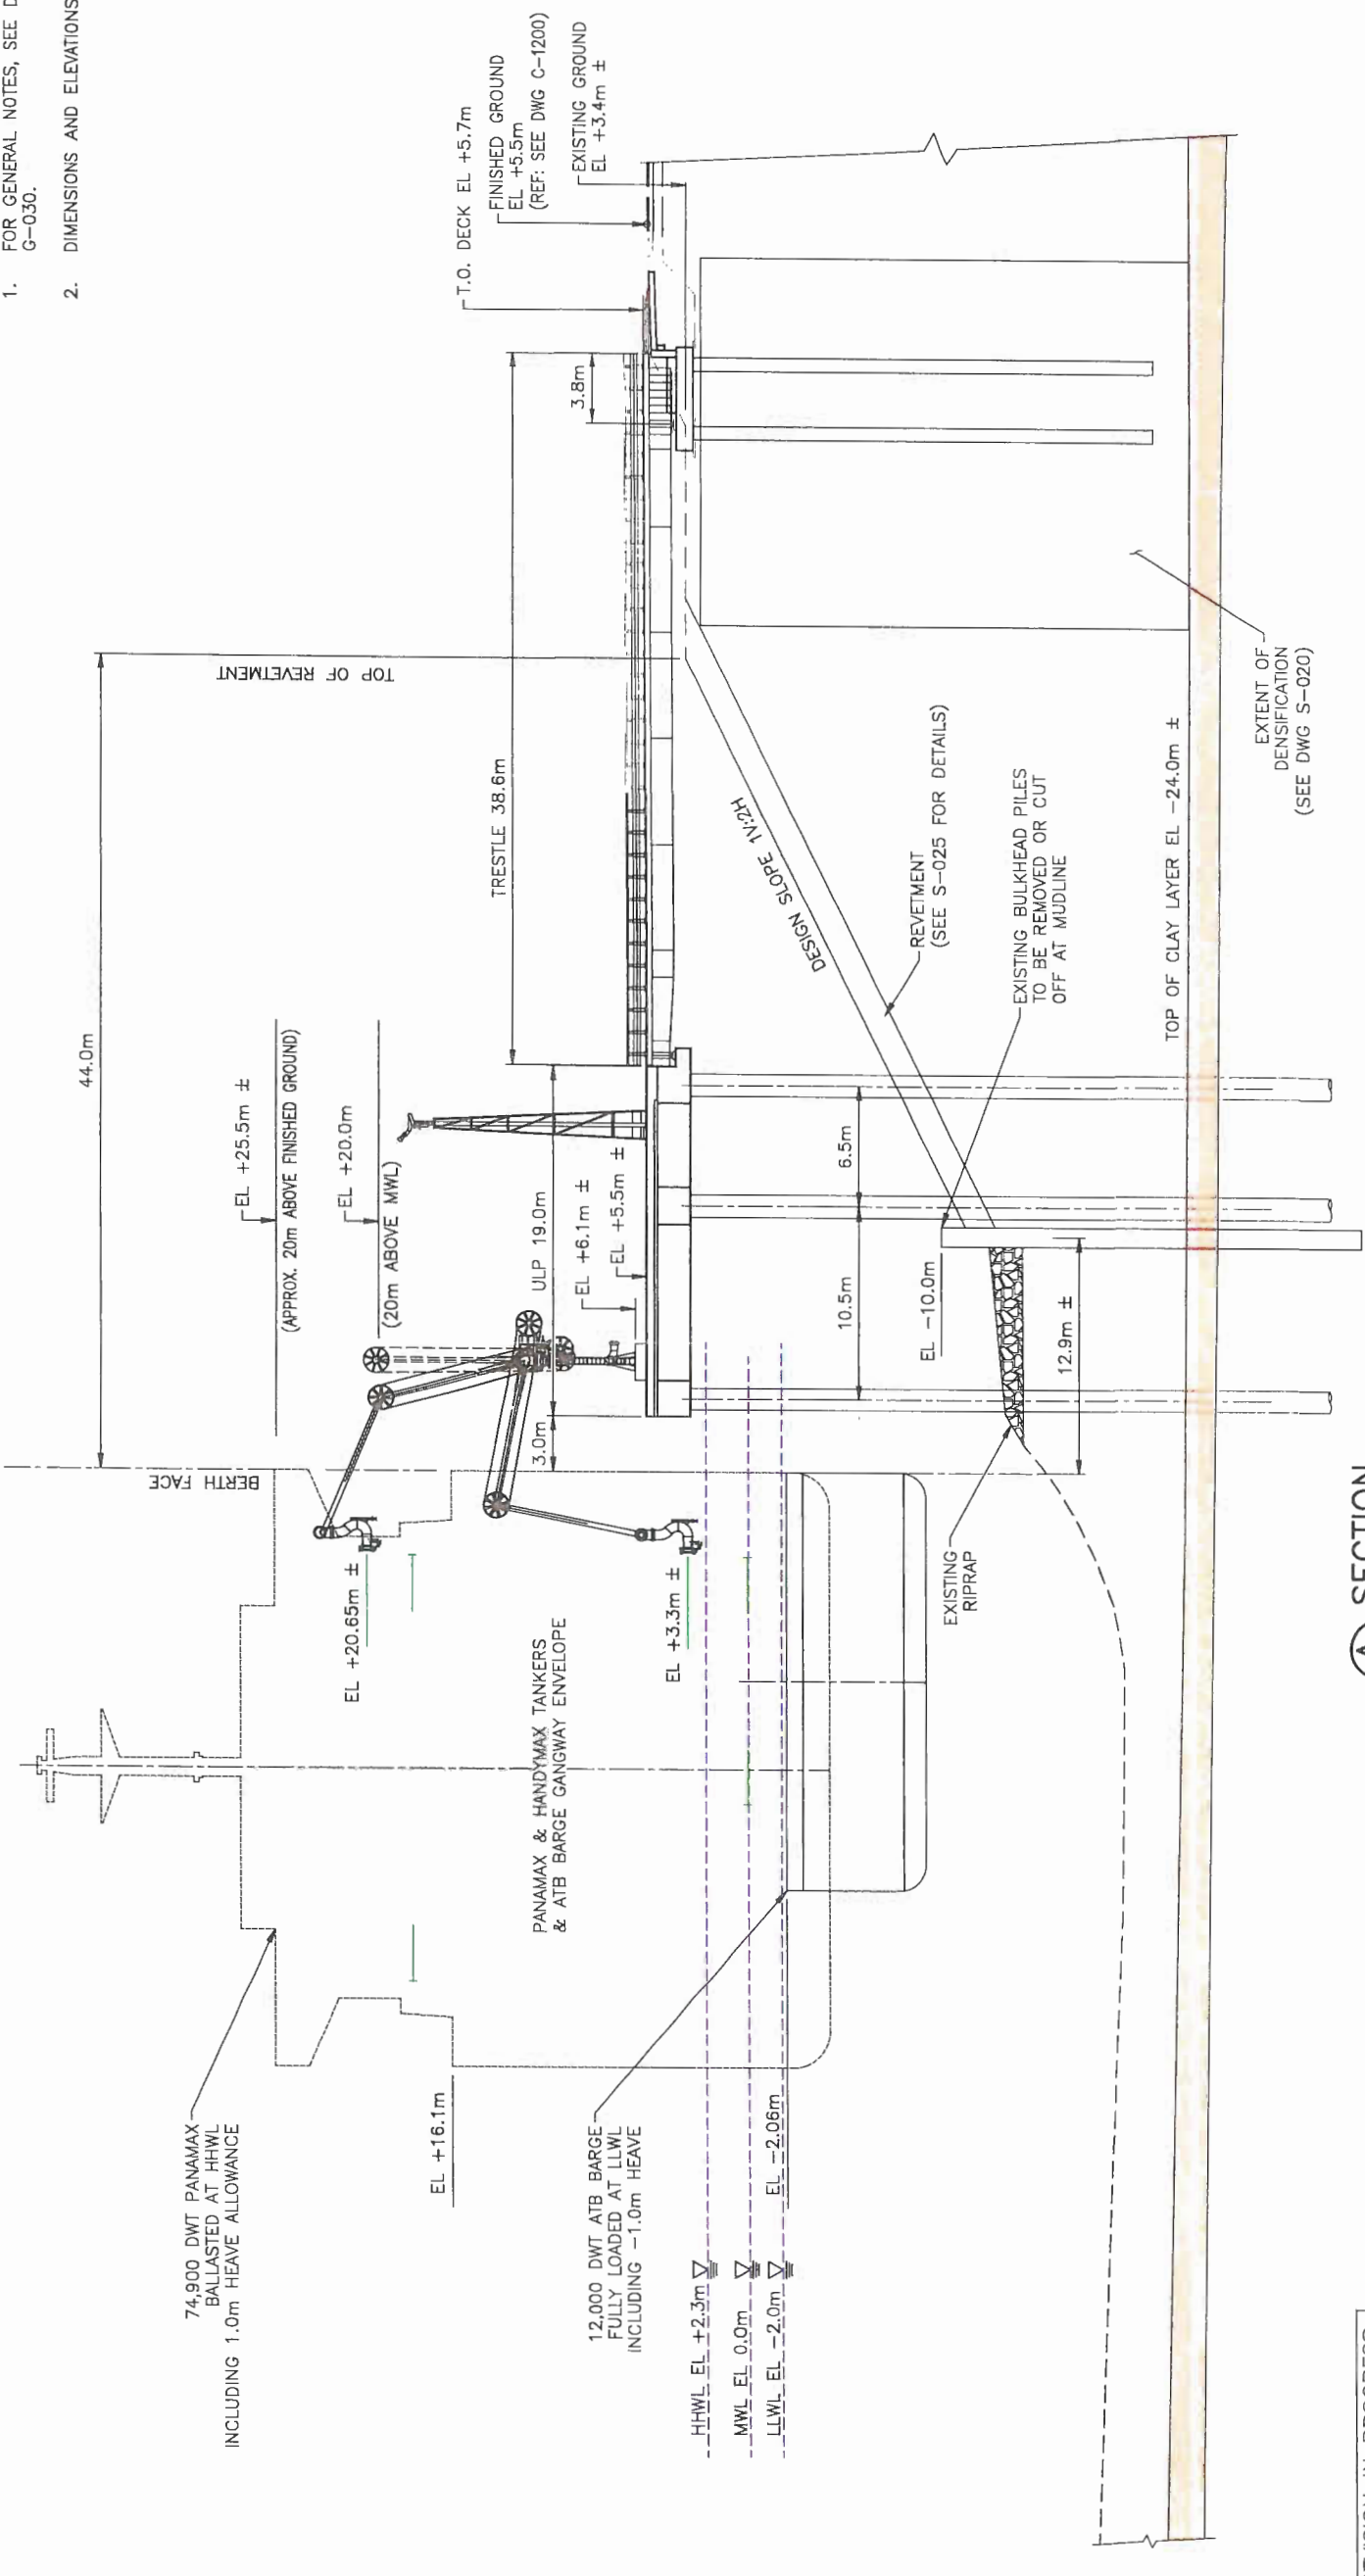 1. FOR GENERAL NOTES, SEE
G-030.
2. DIMENSIONS AND ELEVATIONS
44.0m
TOP OF REVETMENT
BERTH FACE
EL +25.5m ±
(APPROX. 20m ABOVE FINISHED GROUND)
EL +20.0m
(20m ABOVE MWL)
TRESTLE 38.6m
3.8m
T.O. DECK EL +5.7m
FINISHED GROUND
EL +5.5m
(REF: SEE DWG C-1200)
EXISTING GROUND
EL +3.4m ±
74,900 DWT PANAMAX
BALLASTED AT HHWL
INCLUDING 1.0m HEAVE ALLOWANCE
EL +16.1m
EL +20.65m ±
PANAMAX & HANDYMAX TANKERS
& ATB BARGE GANGWAY ENVELOPE
EL +3.3m ±
3.0m
ULP 19.0m
EL +6.1m ±
EL +5.5m ±
12,000 DWT ATB BARGE
FULLY LOADED AT LLWL
INCLUDING -1.0m HEAVE
HHWL EL +2.3m
MWL EL 0.0m
LLWL EL -2.0m
EL -2.06m
DESIGN SLOPE 1V:2H
10.5m
6.5m
REVETMENT
(SEE S-025 FOR DETAILS)
EL -10.0m
EXISTING BULKHEAD PILES
TO BE REMOVED OR CUT
OFF AT MUDLINE
EXISTING
RIPRAP
12.9m ±
TOP OF CLAY LAYER EL -24.0m ±
EXTENT OF
DENSIFICATION
(SEE DWG S-020)
A SECTION